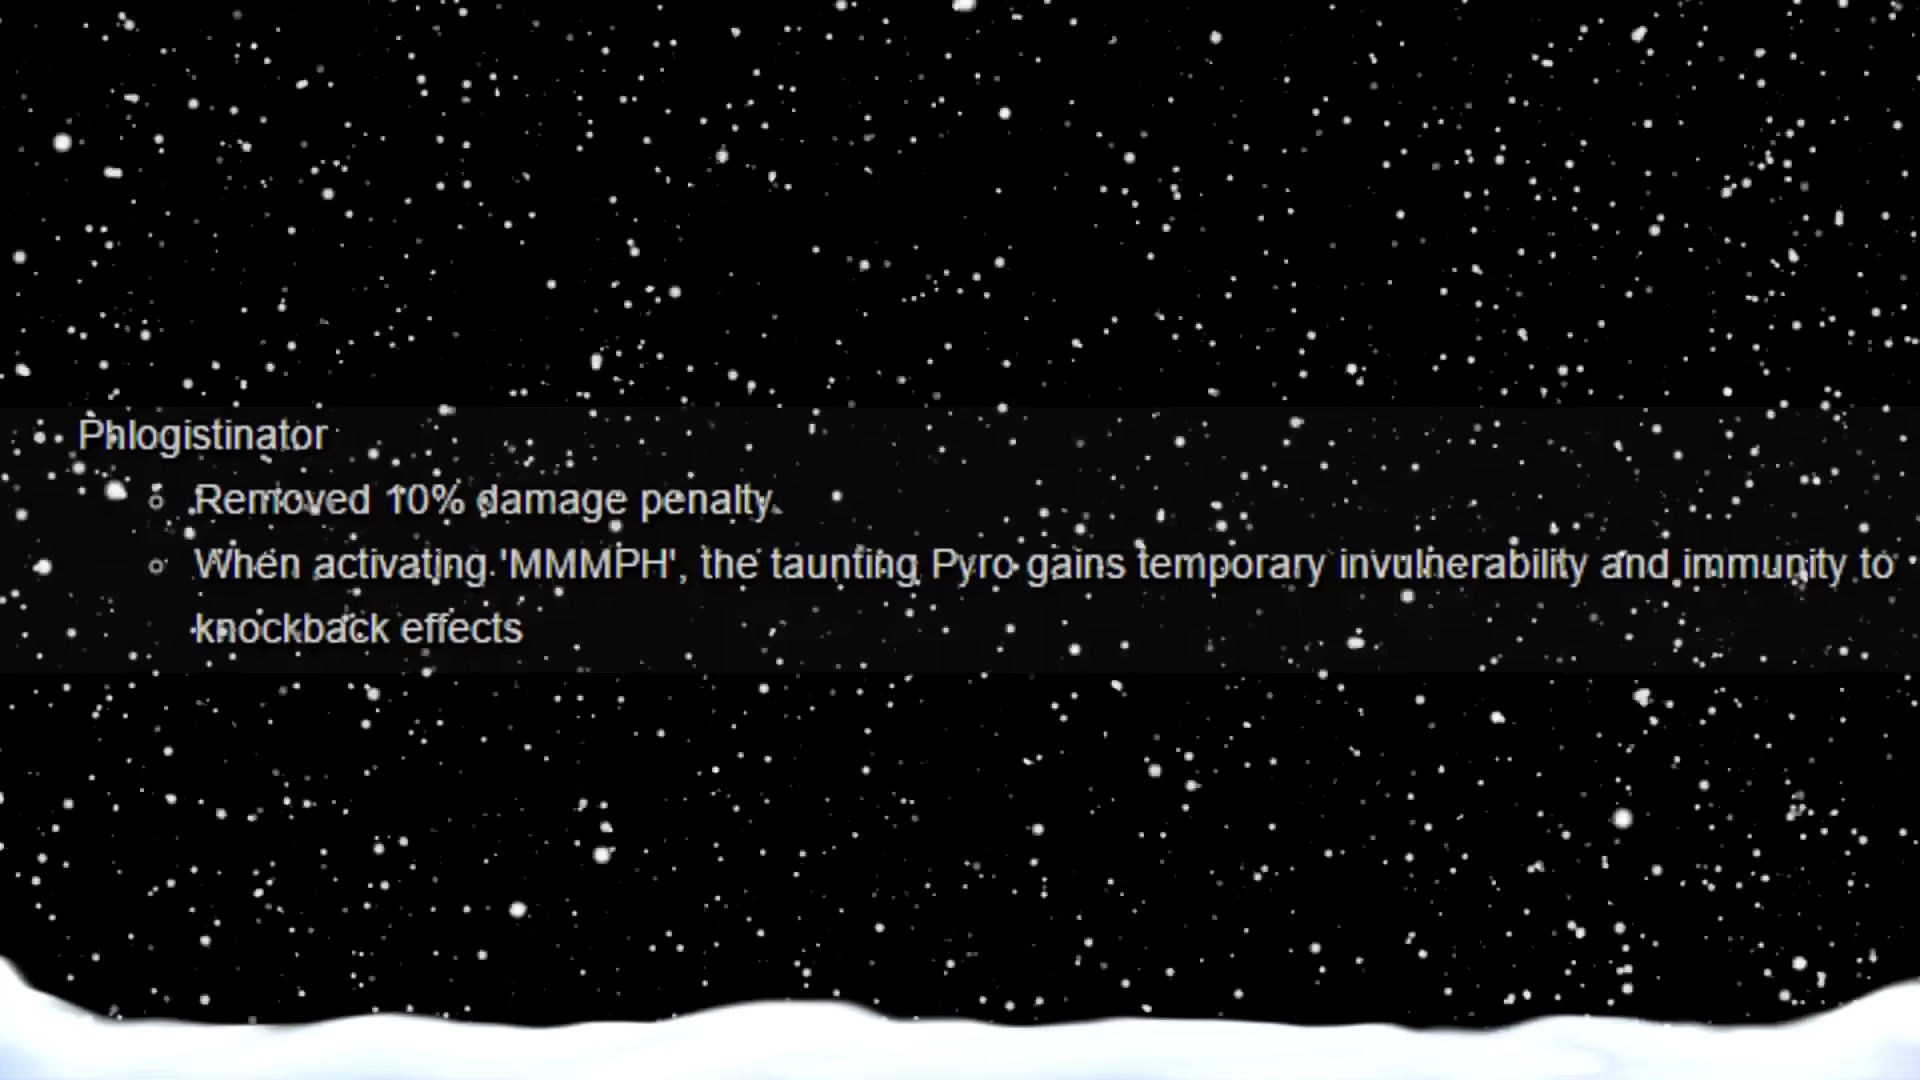 Phlogistinator
Removed 10% damage penalty.
When activating 'MMMPH', the taunting Pyro gains temporary invulnerability and immunity to
knockback effects